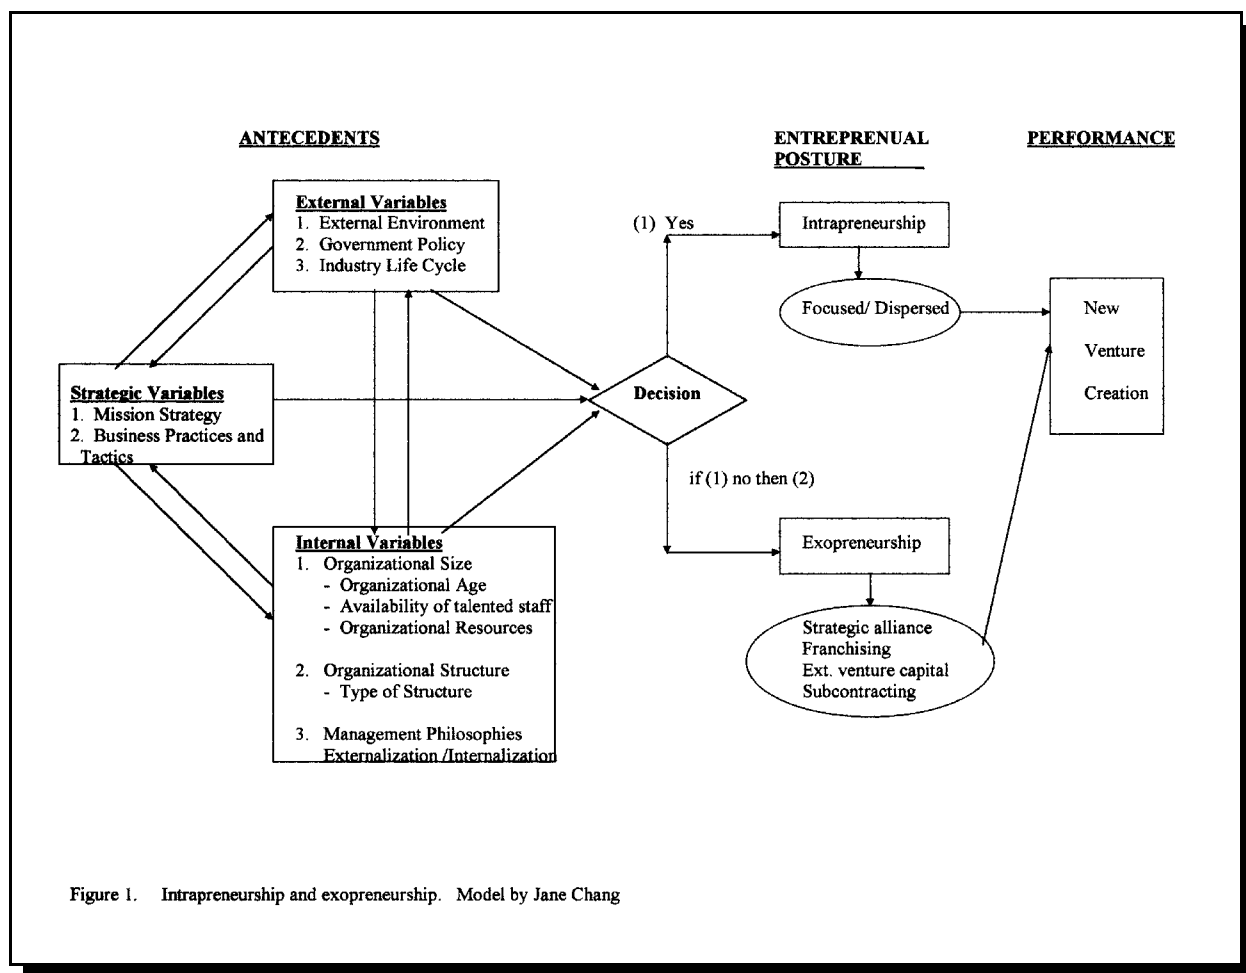 ANTECEDENTS
ENTREPRENUAL
POSTURE
PERFORMANCE
External Variables
1. External Environment
2. Government Policy
3. Industry Life Cycle
(1) Yes
Intrapreneurship
Focused/ Dispersed
New
Venture
Creation
Strategic Variables
1. Mission Strategy
2. Business Practices and
Tactics
Decision
if (1) no then (2)
Internal Variables
1. Organizational Size
- Organizational Age
- Availability of talented staff
- Organizational Resources
2. Organizational Structure
- Type of Structure
3. Management Philosophies
Externalization /Internalization
Exopreneurship
Strategic alliance
Franchising
Ext. venture capital
Subcontracting
Figure 1. Intrapreneurship and exopreneurship. Model by Jane Chang